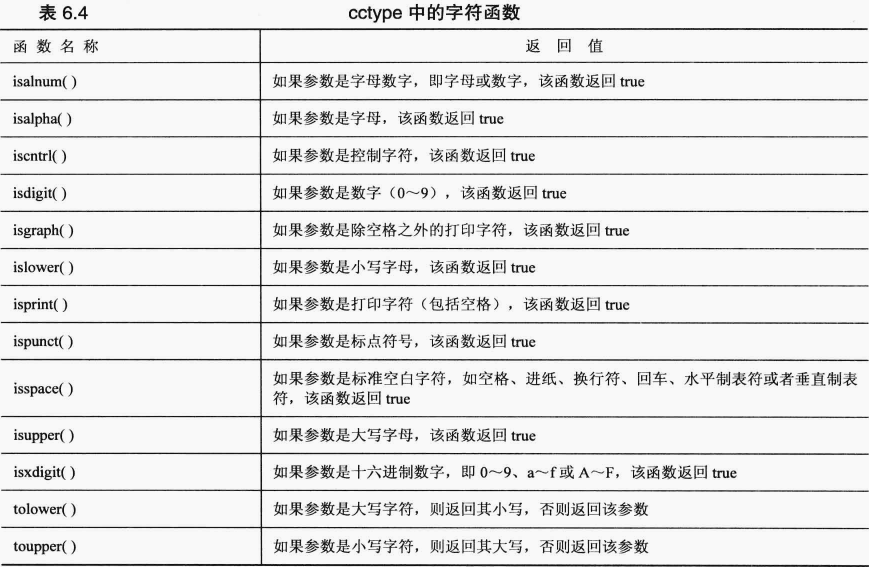 表 6.4 cctype 中的字符函数
函 数 名 称 返 回 值
isalnum( ) 如果参数是字母数字，即字母或数字，该函数返回 true
isalpha( ) 如果参数是字母，该函数返回 true
iscntrl( ) 如果参数是控制字符，该函数返回 true
isdigit( ) 如果参数是数字（0～9），该函数返回 true
isgraph( ) 如果参数是除空格之外的打印字符，该函数返回 true
islower( ) 如果参数是小写字母，该函数返回 true
isprint( ) 如果参数是打印字符（包括空格），该函数返回 true
ispunct( ) 如果参数是标点符号，该函数返回 true
isspace( ) 如果参数是标准空白字符，如空格、进纸、换行符、回车、水平制表符或者垂直制表
符，该函数返回 true
isupper( ) 如果参数是大写字母，该函数返回 true
isxdigit( ) 如果参数是十六进制数字，即 0～9、a～f 或 A～F，该函数返回 true
tolower( ) 如果参数是大写字符，则返回其小写，否则返回该参数
toupper( ) 如果参数是小写字符，则返回其大写，否则返回该参数